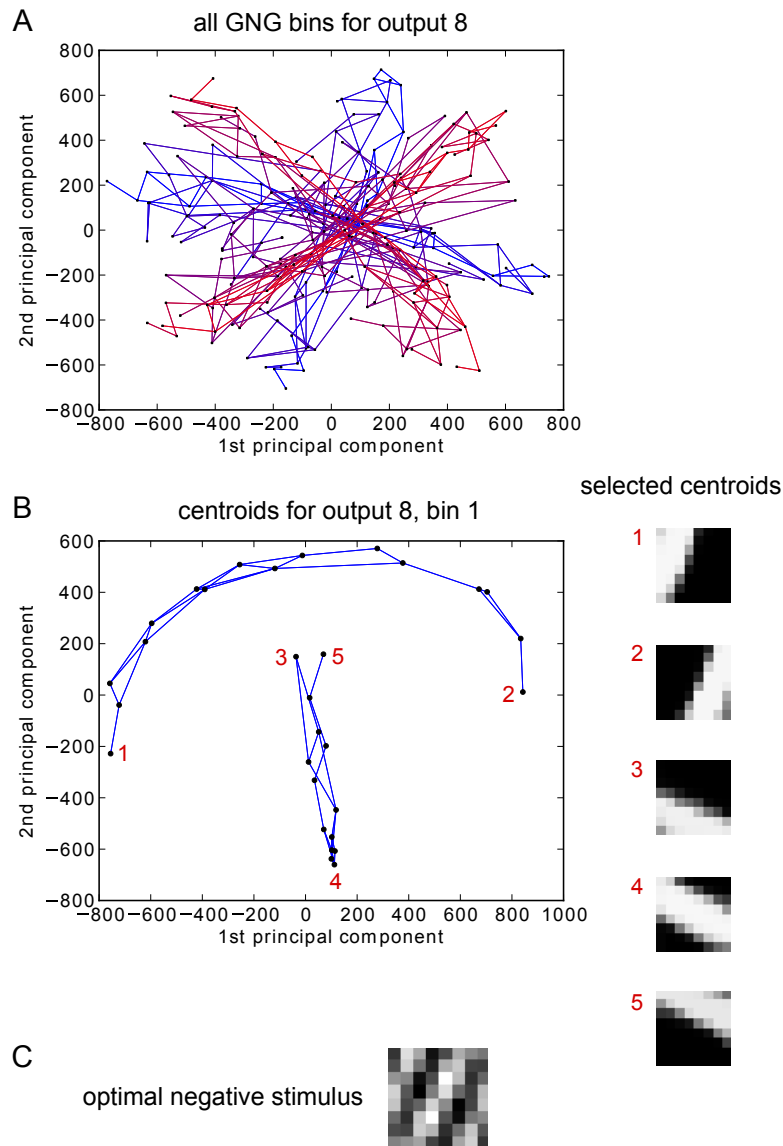 A
all GNG bins for output 8
800
600
400
200
0
−200
−400
−600
−800
2nd principal component
−800 −600 −400 −200 0 200 400 600 800
1st principal component
B
centroids for output 8, bin 1
600
400
200
0
−200
−400
−600
−800
2nd principal component
3 5
2
1
4
−800 −600 −400 −200 0 200 400 600 800 1000
1st principal component
selected centroids
1
2
3
4
5
C
optimal negative stimulus